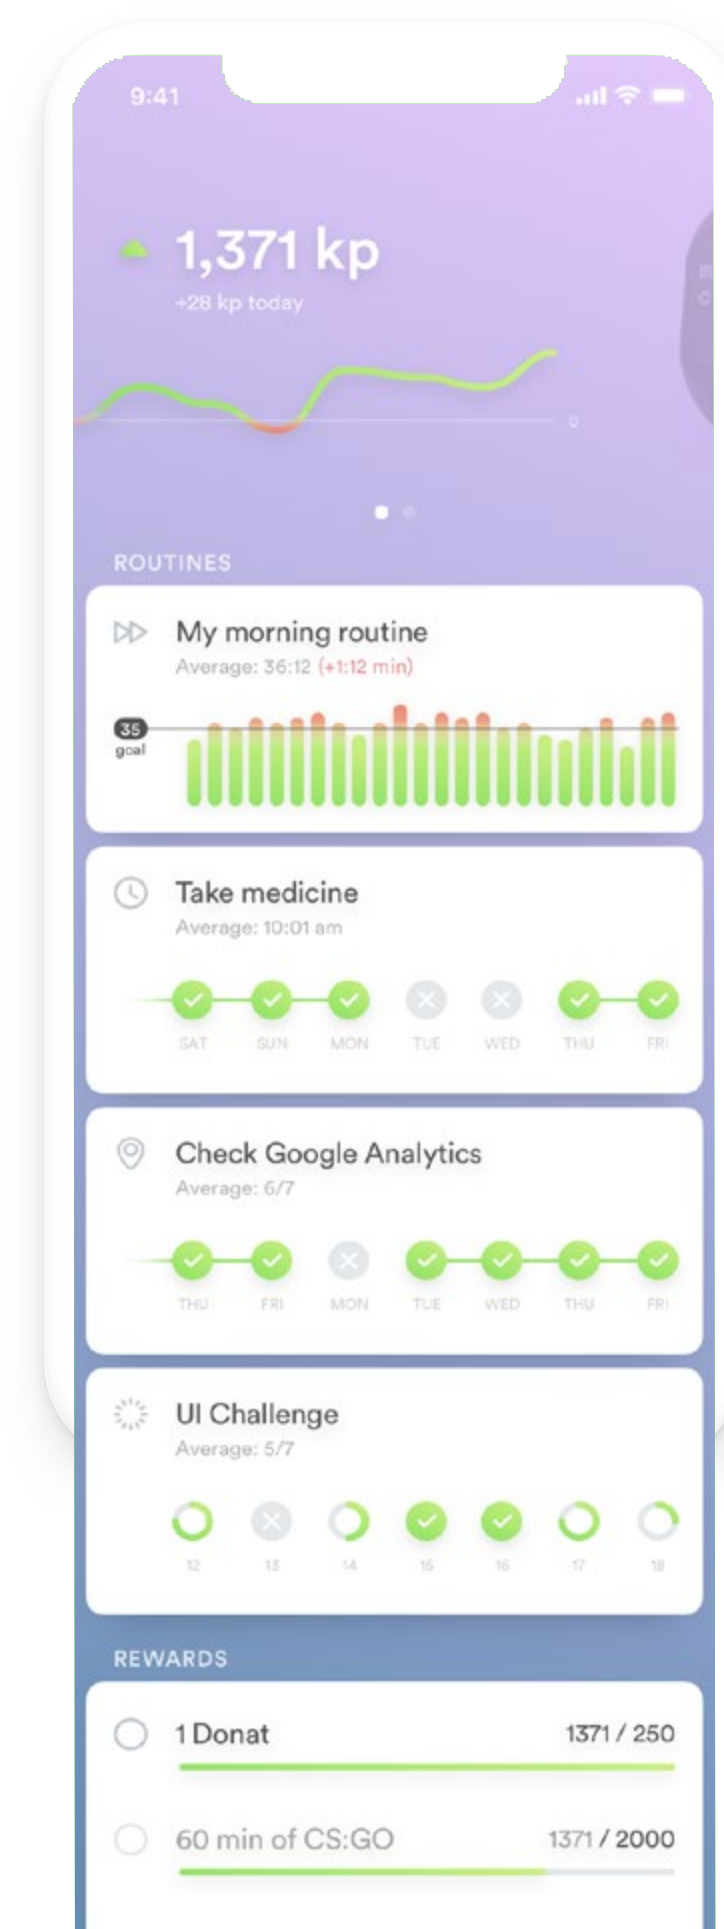 9:41
1,371 kp
+28 kp today
0
ROUTINES
My morning routine
Average: 36:12 (+1:12 min)
35
goal
Take medicine
Average: 10:01 am
SAT SUN MON TUE WED THU FRI
Check Google Analytics
Average: 6/7
THU FRI MON TUE WED THU FRI
UI Challenge
Average: 5/7
12 13 14 15 16 17 18
REWARDS
1 Donat 1371 / 250
60 min of CS:GO 1371 / 2000